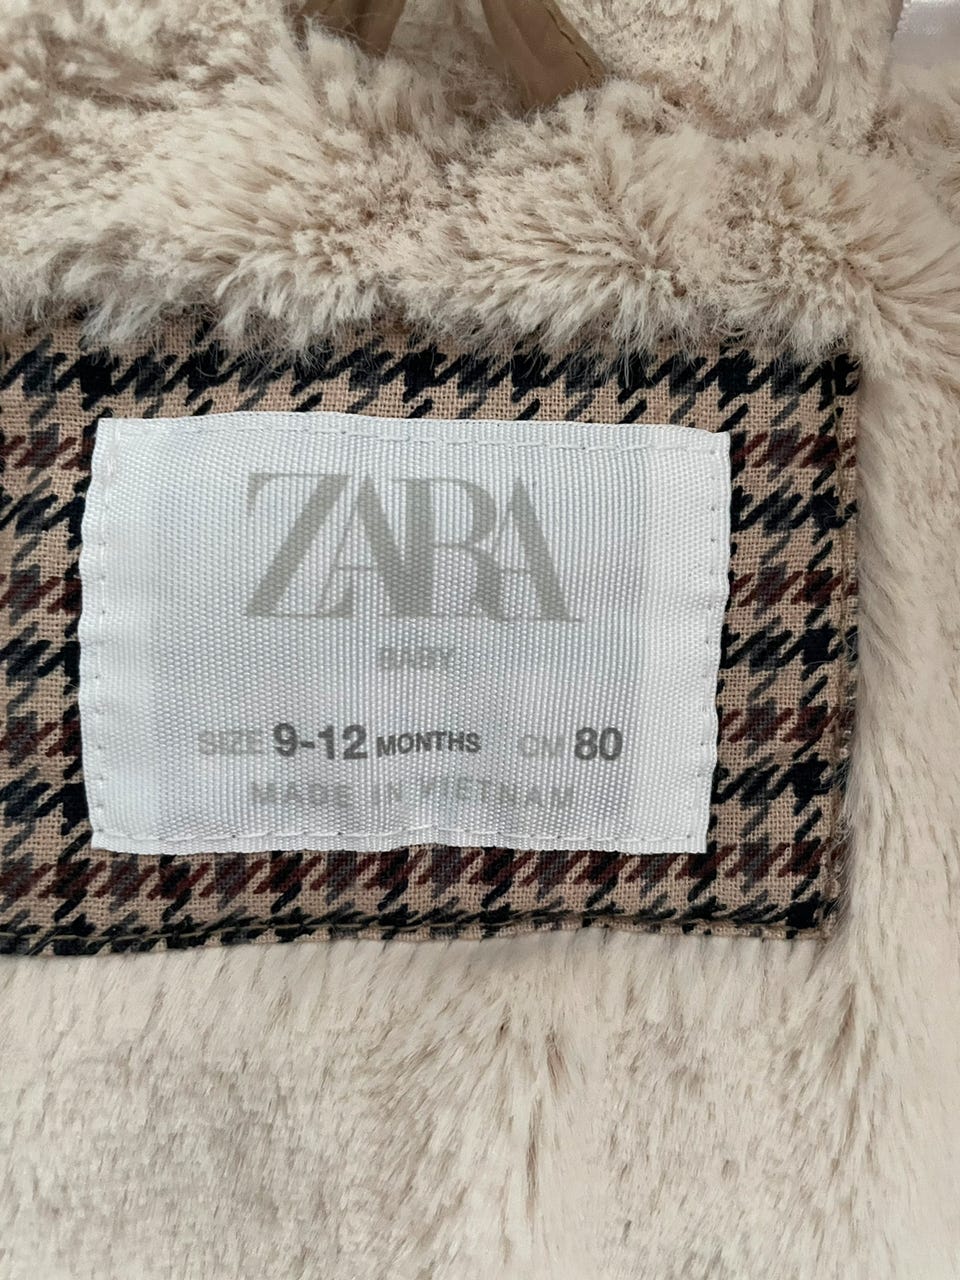 ZARA
BABY
SIZE 9-12 MONTHS CM 80
MADE IN VIETNAM